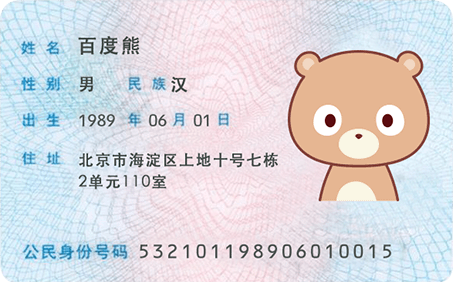 姓名 百度熊
性别 男 民族 汉
出生 1989 年 06 月 01 日
住址 北京市海淀区上地十号七栋
2单元110室
公民身份号码 532101198906010015